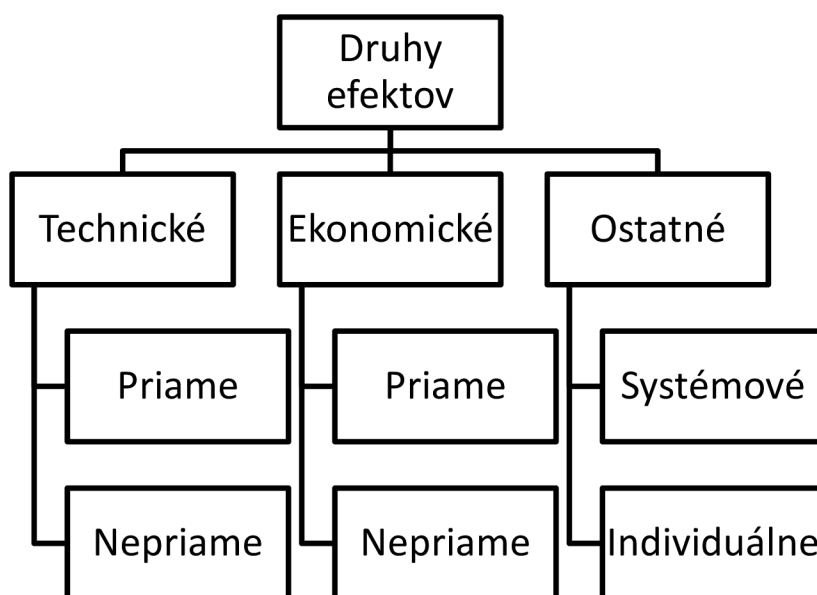 Druhy
efektov
Technické
Ekonomické
Ostatné
Priame
Priame
Systémové
Nepriame
Nepriame
Individuálne